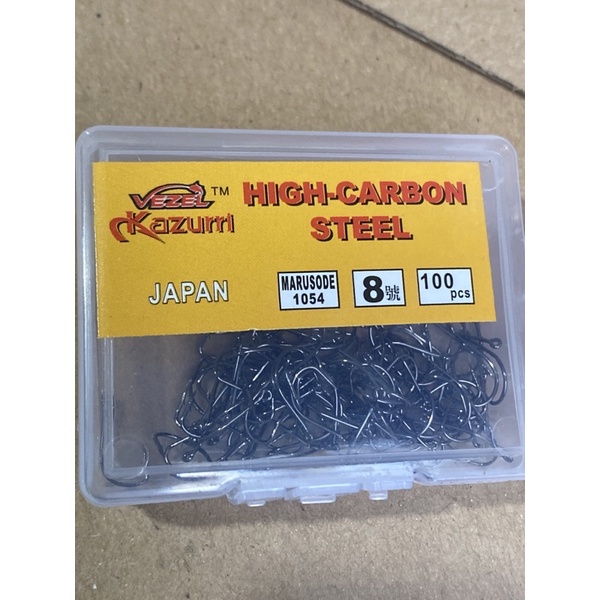 VEZEL™
Kazumi
HIGH-CARBON
STEEL
JAPAN
MARUSODE
1054
8號
100
pcs